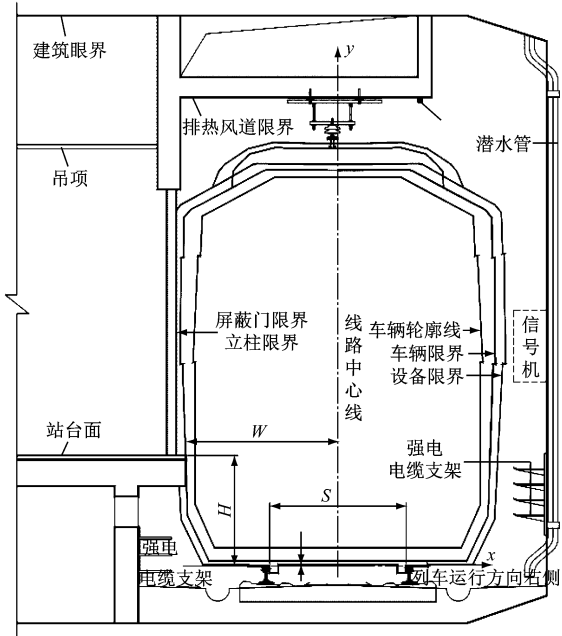 建筑眼界
y
排热风道限界
潜水管
吊项
屏蔽门限界
立柱限界
线路中心线
车辆轮廓线
车辆限界
设备限界
信号机
站台面
W
强电
电缆支架
H
S
强电
电缆支架
x
列车运行方向右侧